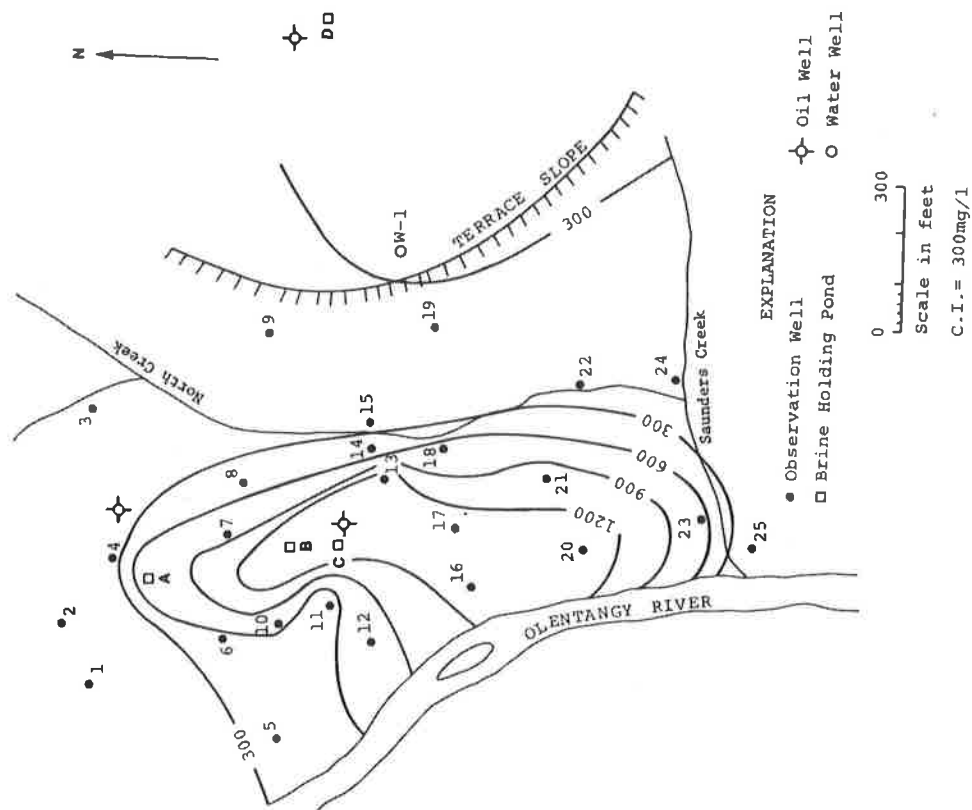 N
D
3
North Creek
4
2
1
A
8
7
9
OW-1
TERRACE SLOPE
6
10
B
5
11
C
13
14
15
19
300
12
18
300
16
17
21
22
24
20
1200
900
600
300
Saunders Creek
23
25
OLENTANGY RIVER
EXPLANATION
Observation Well
Oil Well
Brine Holding Pond
Water Well
0 300
Scale in feet
C.I.= 300mg/l